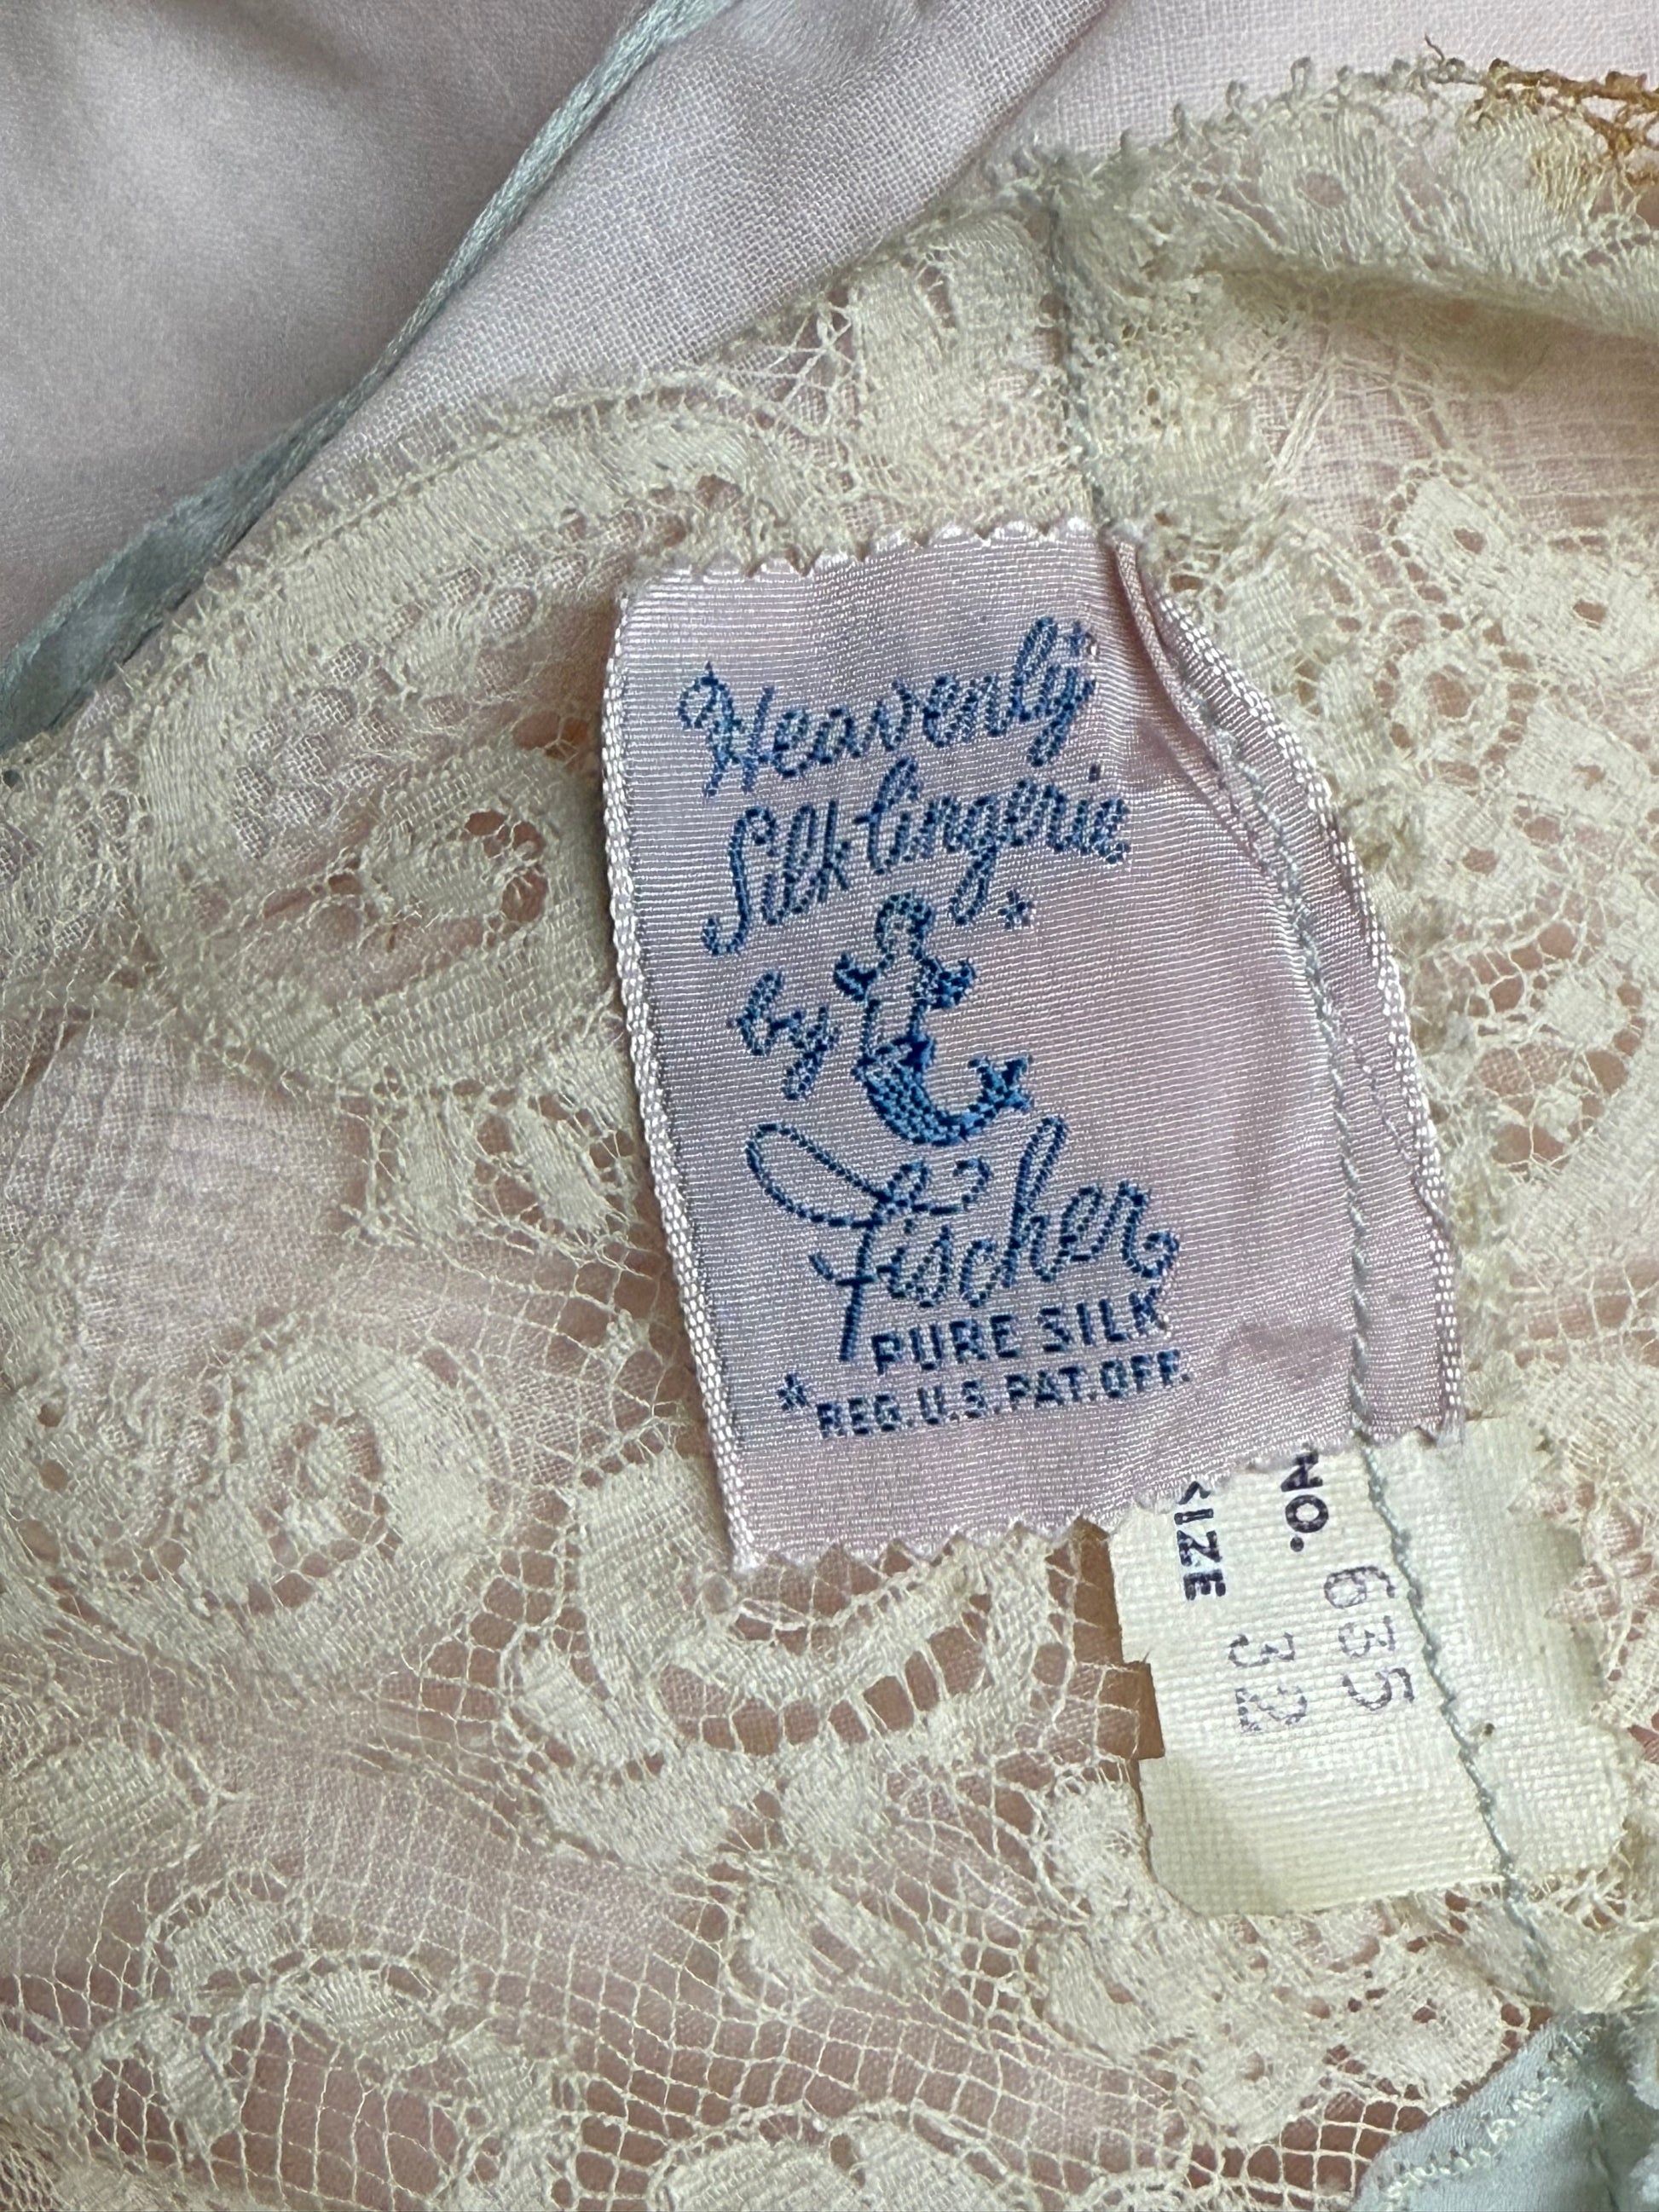 Heavenly*
Silk Lingerie*
by
Fischer
PURE SILK
*REG. U.S. PAT. OFF.
NO. 635
SIZE 32